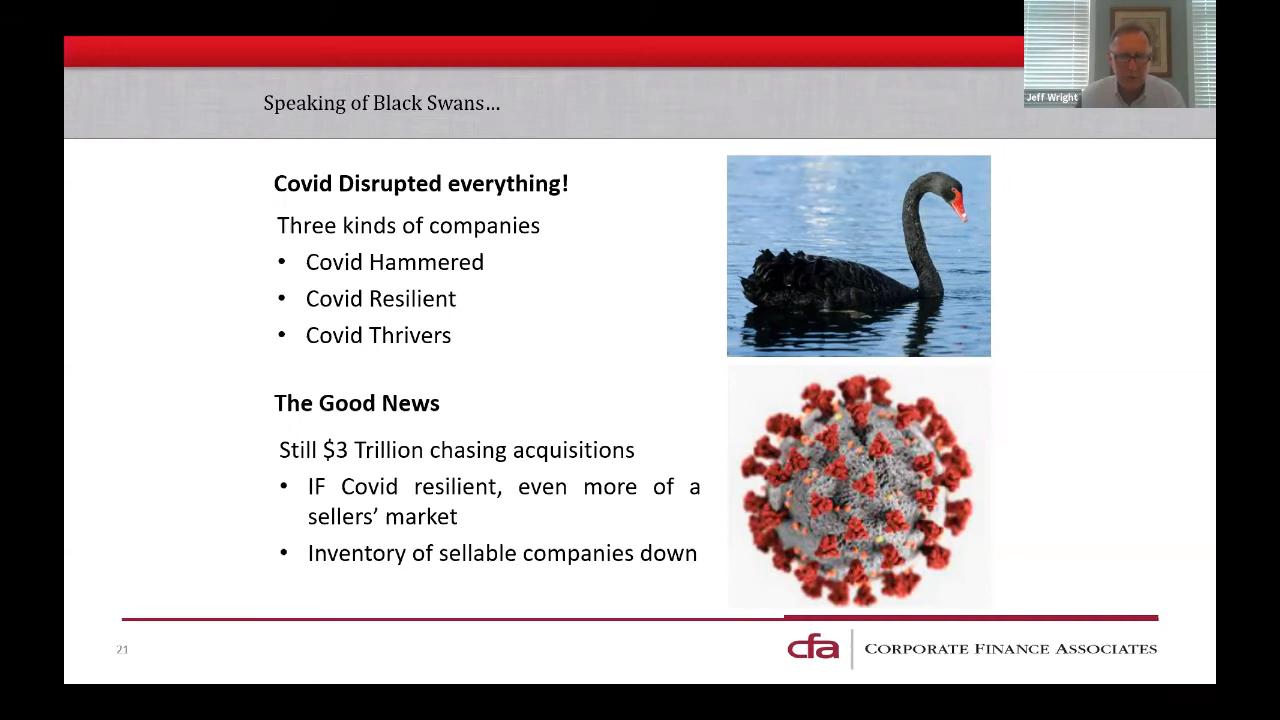 Speaking of Black Swans...
Jeff Wright
Covid Disrupted everything!
Three kinds of companies
• Covid Hammered
• Covid Resilient
• Covid Thrivers
The Good News
Still $3 Trillion chasing acquisitions
• IF Covid resilient, even more of a
sellers’ market
• Inventory of sellable companies down
21
cfa
CORPORATE FINANCE ASSOCIATES